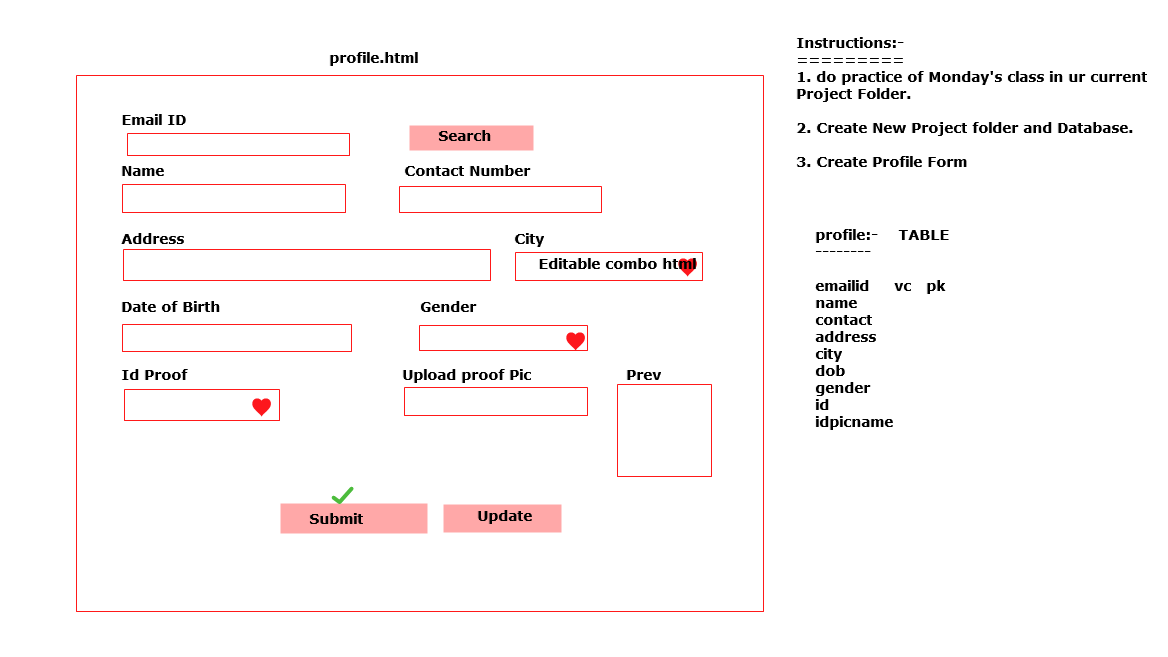 profile.html
Email ID
Search
Name
Contact Number
Address
City
Editable combo html
Date of Birth
Gender
Id Proof
Upload proof Pic
Prev
Submit
Update
Instructions:-
=========
1. do practice of Monday's class in ur current
Project Folder.
2. Create New Project folder and Database.
3. Create Profile Form
profile:- TABLE
--------
emailid vc pk
name
contact
address
city
dob
gender
id
idpicname